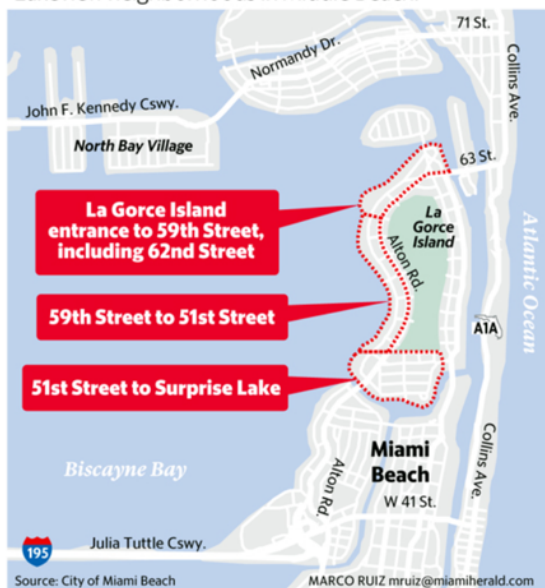 71 St.
Normandy Dr.
Collins Ave.
John F. Kennedy Cswy.
North Bay Village
63 St.
La Gorce Island
entrance to 59th Street,
including 62nd Street
La
Gorce
Island
Alton Rd.
Atlantic Ocean
59th Street to 51st Street
A1A
51st Street to Surprise Lake
Miami
Beach
Biscayne Bay
Alton Rd.
W 41 St.
Collins Ave.
195
Julia Tuttle Cswy.
Source: City of Miami Beach
MARCO RUIZ mruiz@miamiherald.com